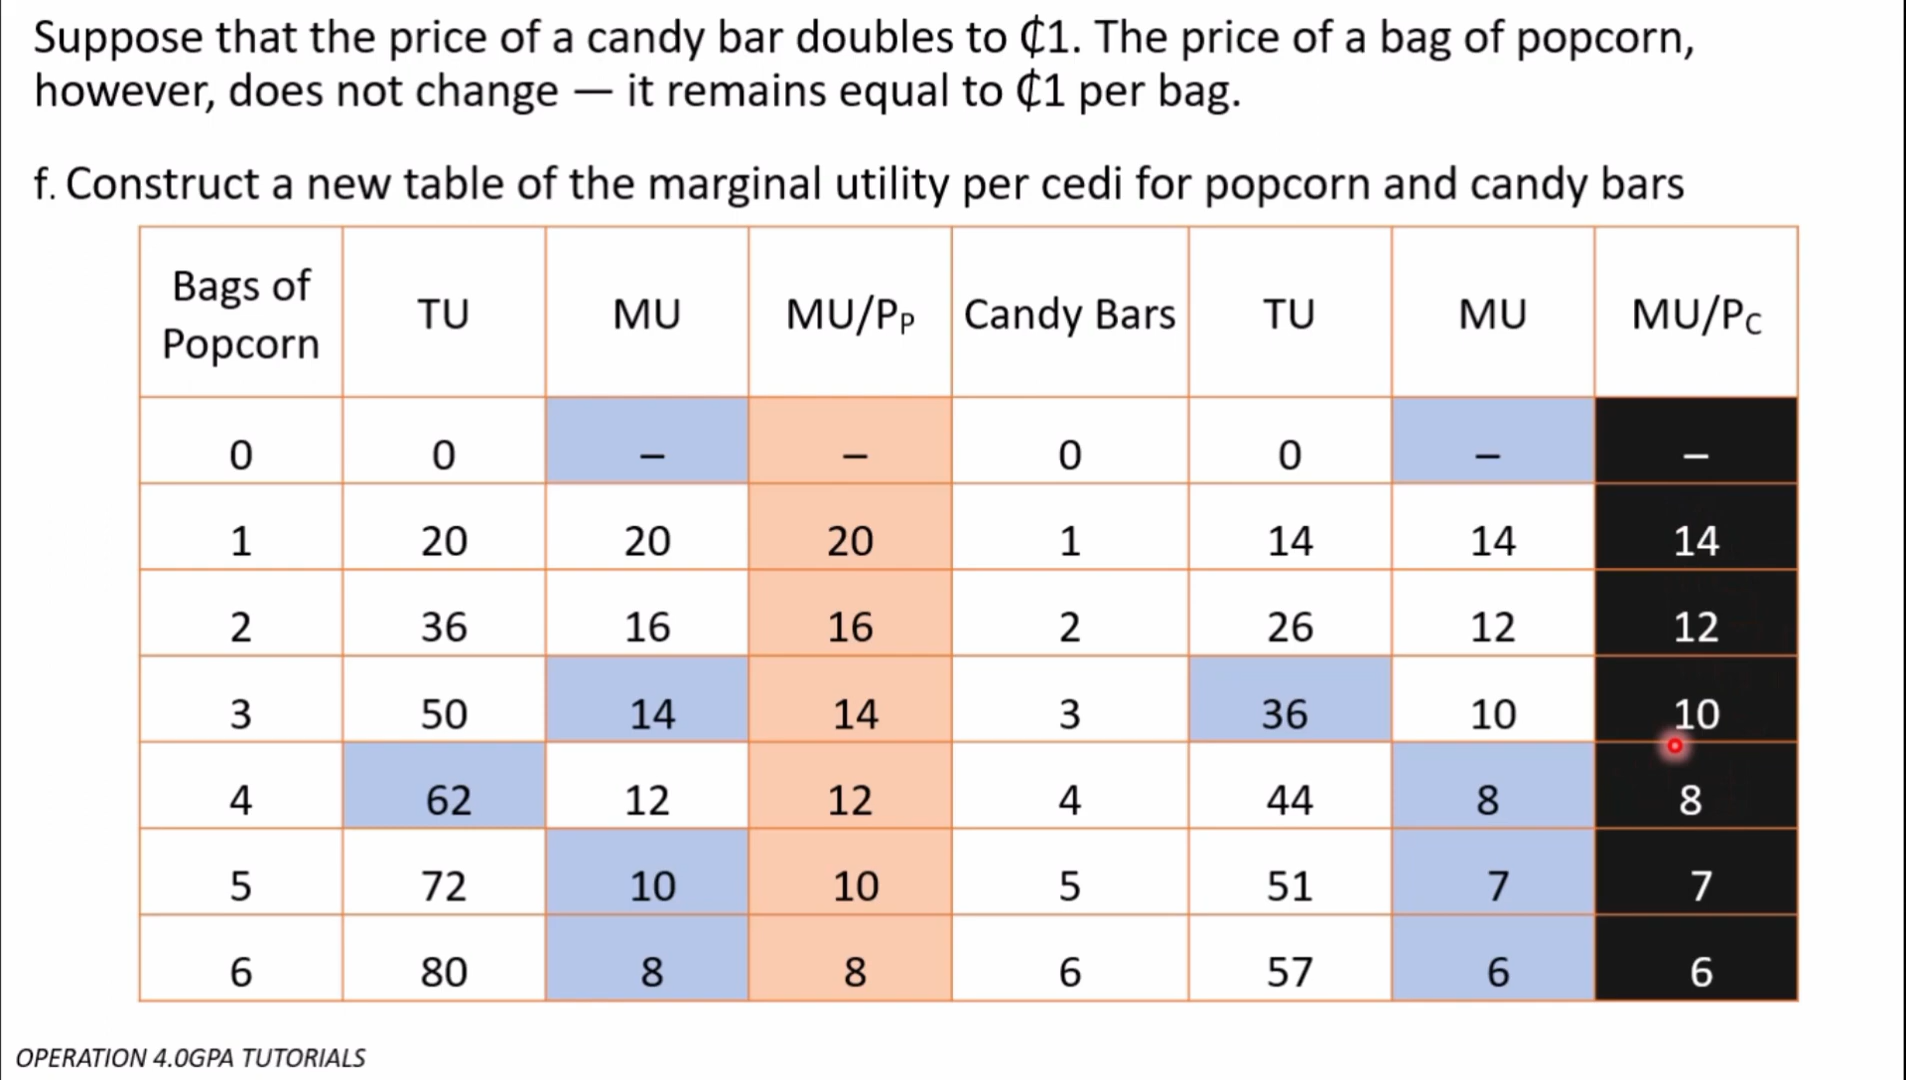 Suppose that the price of a candy bar doubles to ₵1. The price of a bag of popcorn,
however, does not change — it remains equal to ₵1 per bag.
f. Construct a new table of the marginal utility per cedi for popcorn and candy bars
Bags of Popcorn TU MU MU/PP Candy Bars TU MU MU/PC
0 0 – – 0 0 – –
1 20 20 20 1 14 14 14
2 36 16 16 2 26 12 12
3 50 14 14 3 36 10 10
4 62 12 12 4 44 8 8
5 72 10 10 5 51 7 7
6 80 8 8 6 57 6 6
OPERATION 4.0GPA TUTORIALS